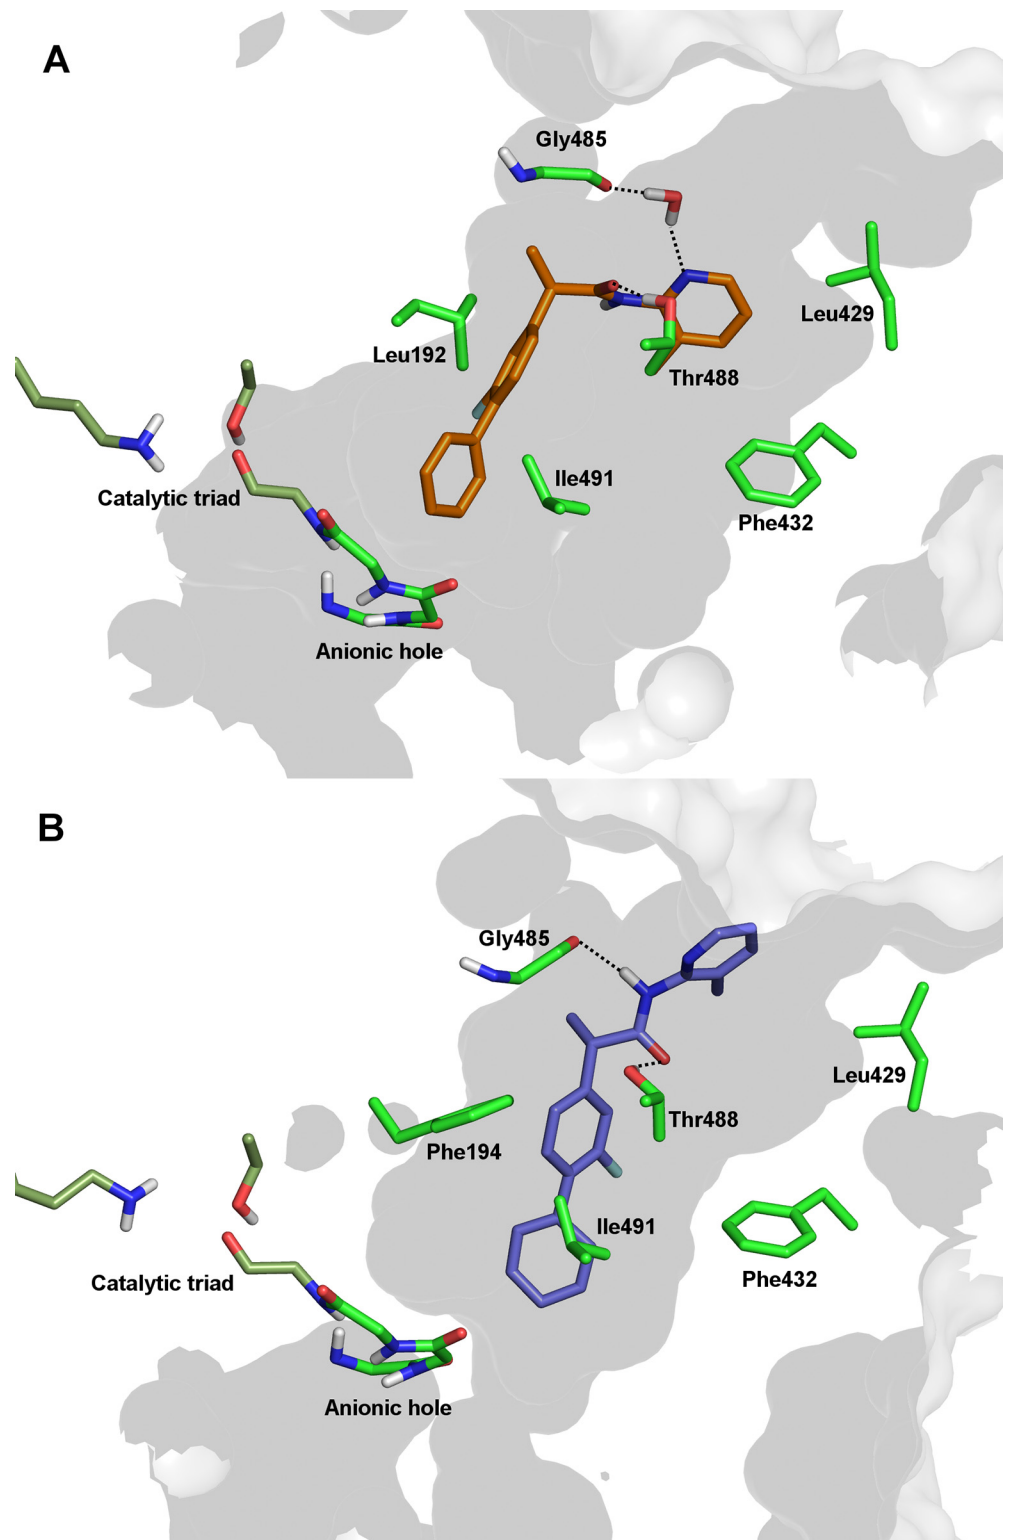 A
Gly485
Leu429
Leu192
Thr488
Ile491
Catalytic triad
Phe432
Anionic hole
B
Gly485
Leu429
Thr488
Phe194
Ile491
Catalytic triad
Phe432
Anionic hole